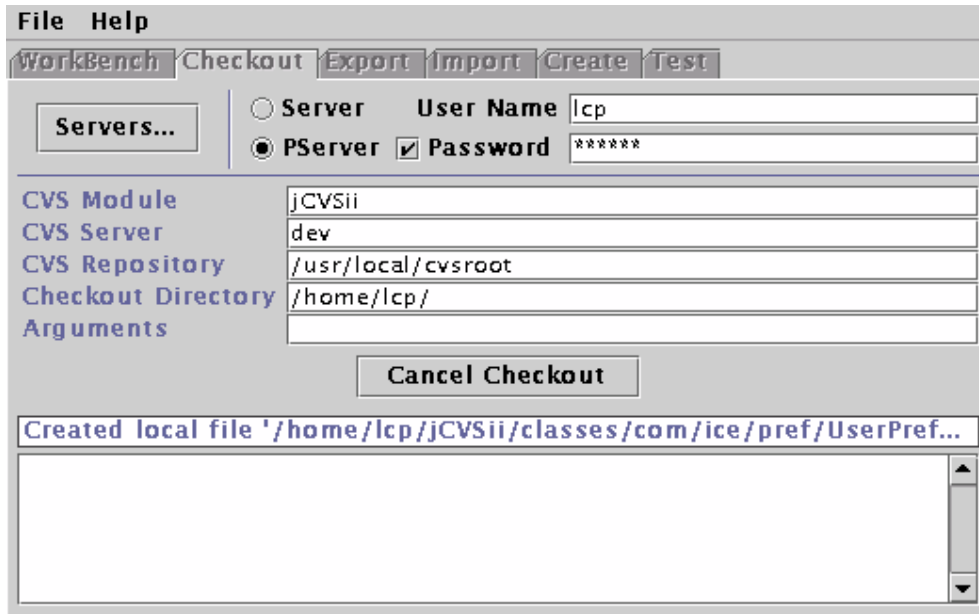 File Help
WorkBench Checkout Export Import Create Test
Servers...
Server User Name lcp
PServer Password ******
CVS Module jCVSii
CVS Server dev
CVS Repository /usr/local/cvsroot
Checkout Directory /home/lcp/
Arguments
Cancel Checkout
Created local file '/home/lcp/jCVSii/classes/com/ice/pref/UserPref...